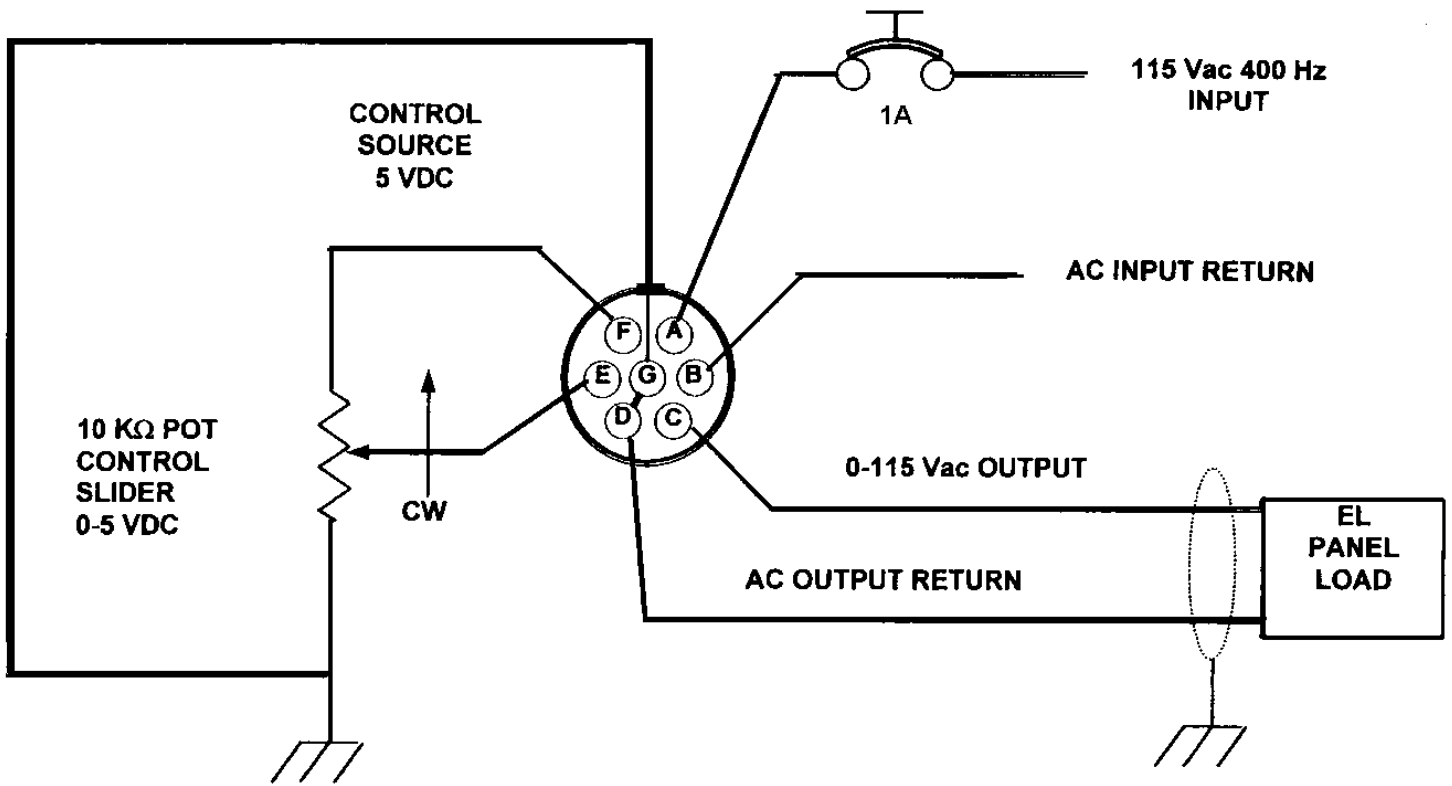 115 Vac 400 Hz
INPUT
1A
CONTROL
SOURCE
5 VDC
AC INPUT RETURN
F
A
E
G
B
D
C
10 KΩ POT
CONTROL
SLIDER
0-5 VDC
CW
0-115 Vac OUTPUT
EL
PANEL
LOAD
AC OUTPUT RETURN